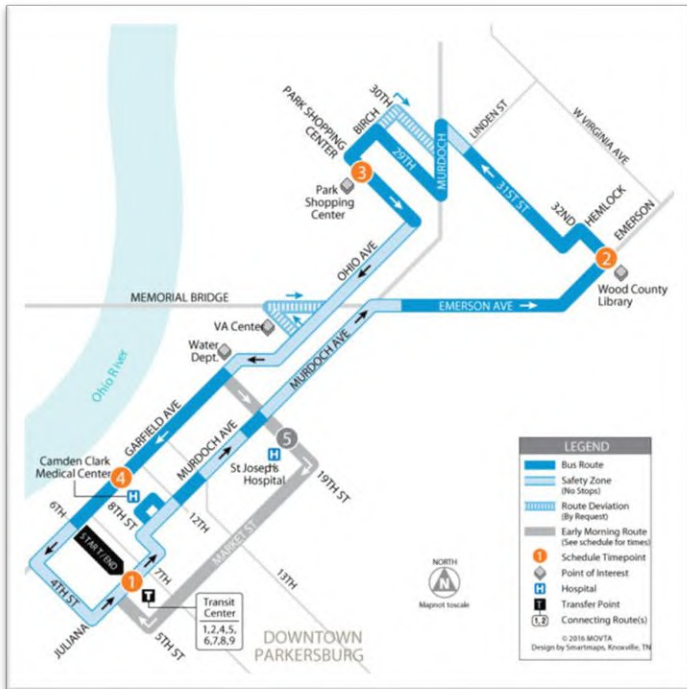 30TH
PARK SHOPPING
CENTER
BIRCH
29TH
MURDOCH
LINDEN ST
W VIRGINIA AVE
31ST ST
32ND
HEMLOCK
EMERSON
3
Park
Shopping
Center
2
Wood County
Library
OHIO AVE
MEMORIAL BRIDGE
EMERSON AVE
VA Center
Water
Dept.
MURDOCH AVE
Ohio River
GARFIELD AVE
MURDOCH AVE
5
H
St Joseph's
Hospital
19TH ST
Camden Clark
Medical Center
4
H
8TH ST
12TH
6TH
START/END
7TH
MARKET ST
13TH
4TH ST
1
T
JULIANA
5TH ST
Transit
Center
1,2,4,5,
6,7,8,9
DOWNTOWN
PARKERSBURG
NORTH
N
Map not to scale
LEGEND
Bus Route
Safety Zone
(No Stops)
Route Deviation
(By Request)
Early Morning Route
(See schedule for times)
1 Schedule Timepoint
Point of Interest
H Hospital
T Transfer Point
1, 2 Connecting Route(s)
© 2016 MOVTA
Design by Smartmaps, Knoxville, TN